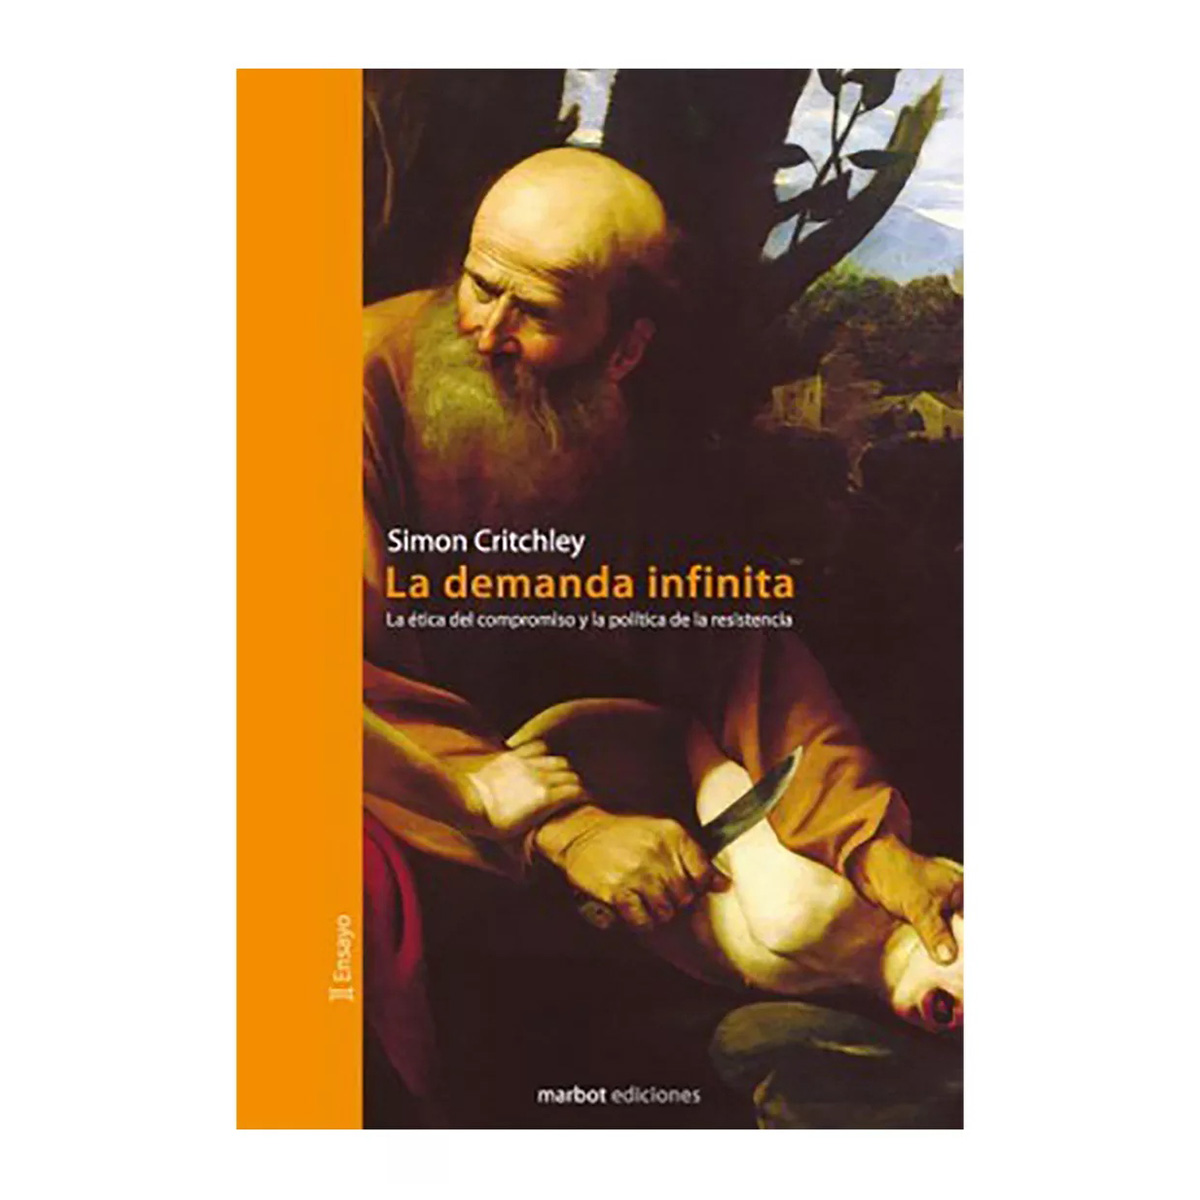 Simon Critchley
La demanda infinita
La ética del compromiso y la política de la resistencia
Ensayo
marbot ediciones